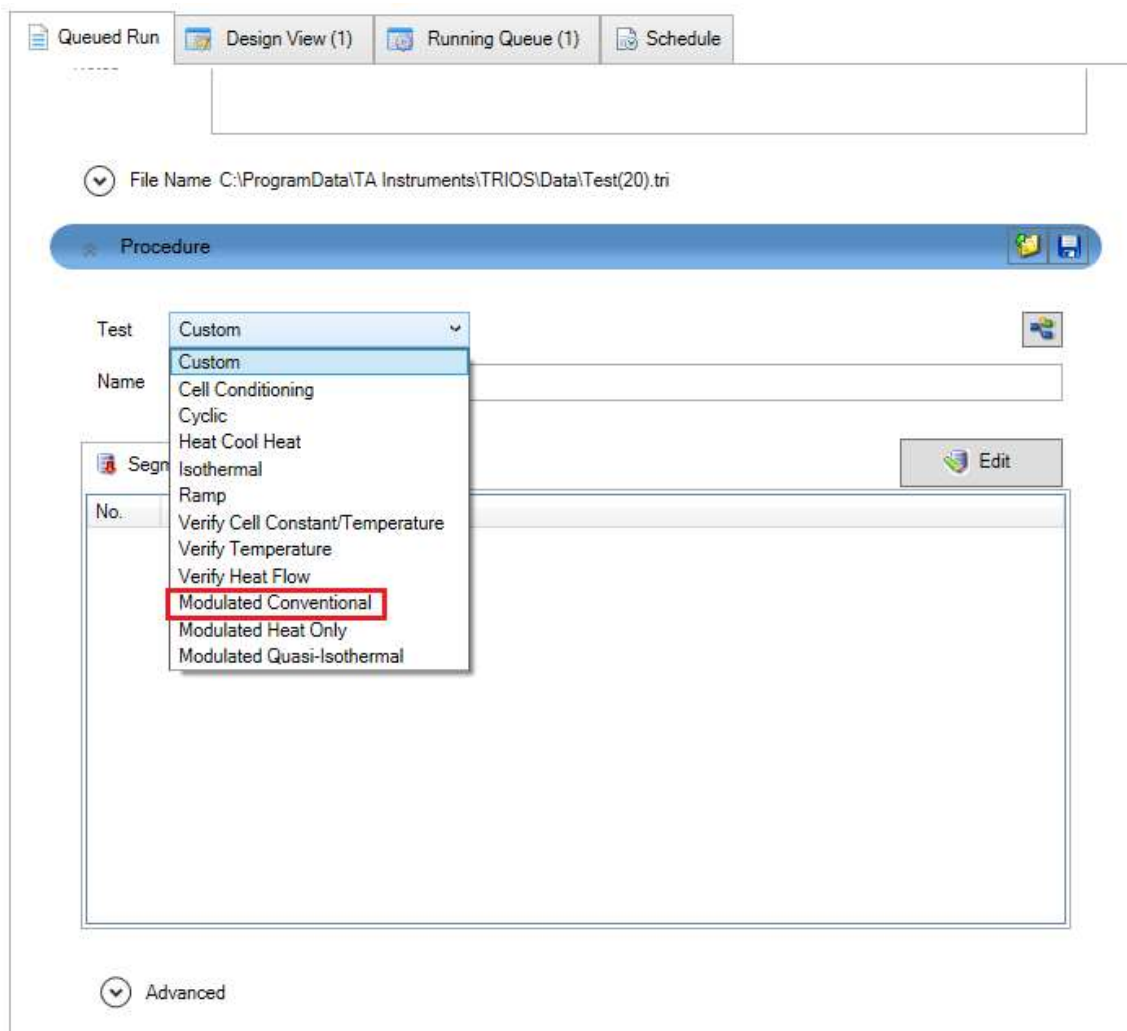 Queued Run Design View (1) Running Queue (1) Schedule
File Name C:\ProgramData\TA Instruments\TRIOS\Data\Test(20).tri
Procedure
Test Custom
Custom
Name
Cell Conditioning
Cyclic
Heat Cool Heat
Segm Edit
Isothermal
Ramp
No.
Verify Cell Constant/Temperature
Verify Temperature
Verify Heat Flow
Modulated Conventional
Modulated Heat Only
Modulated Quasi-Isothermal
Advanced